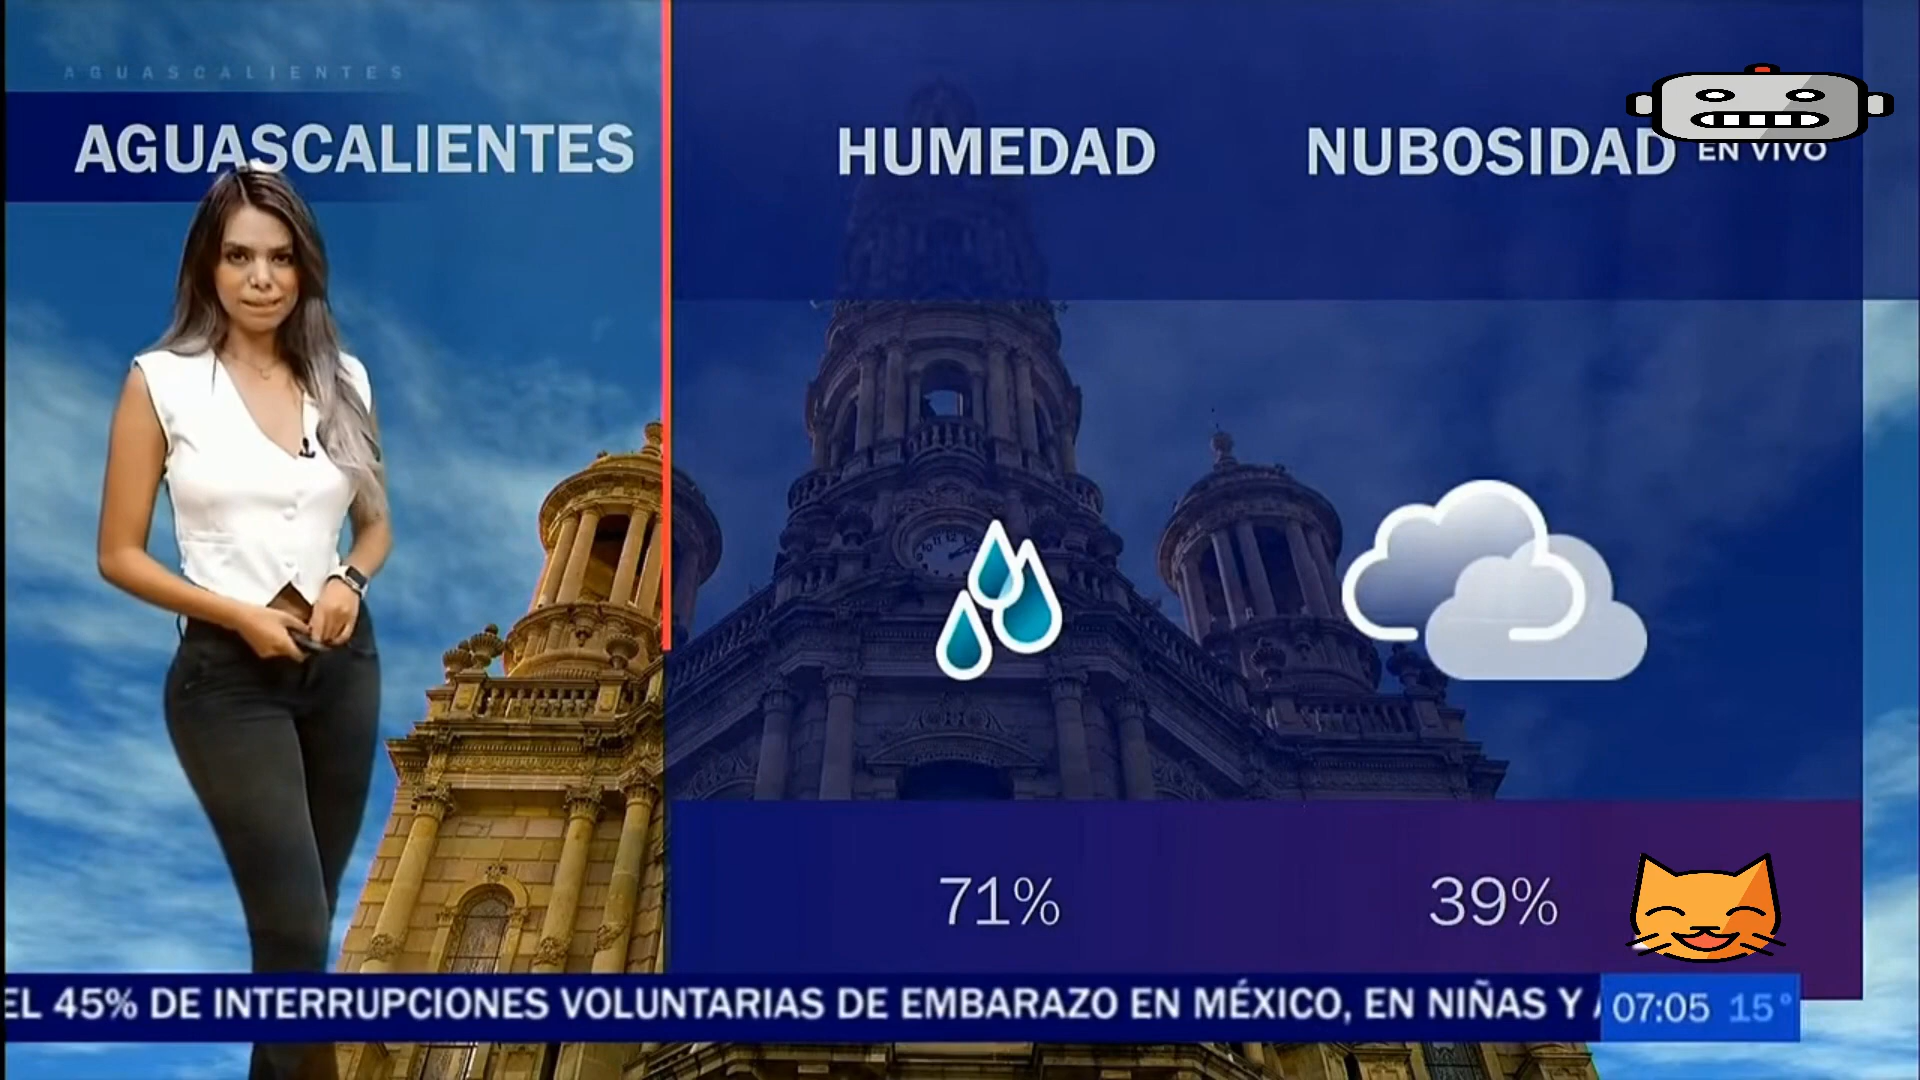 AGUASCALIENTES
AGUASCALIENTES
HUMEDAD
NUBOSIDAD
EN VIVO
71%
39%
EL 45% DE INTERRUPCIONES VOLUNTARIAS DE EMBARAZO EN MÉXICO, EN NIÑAS Y
07:05 15°